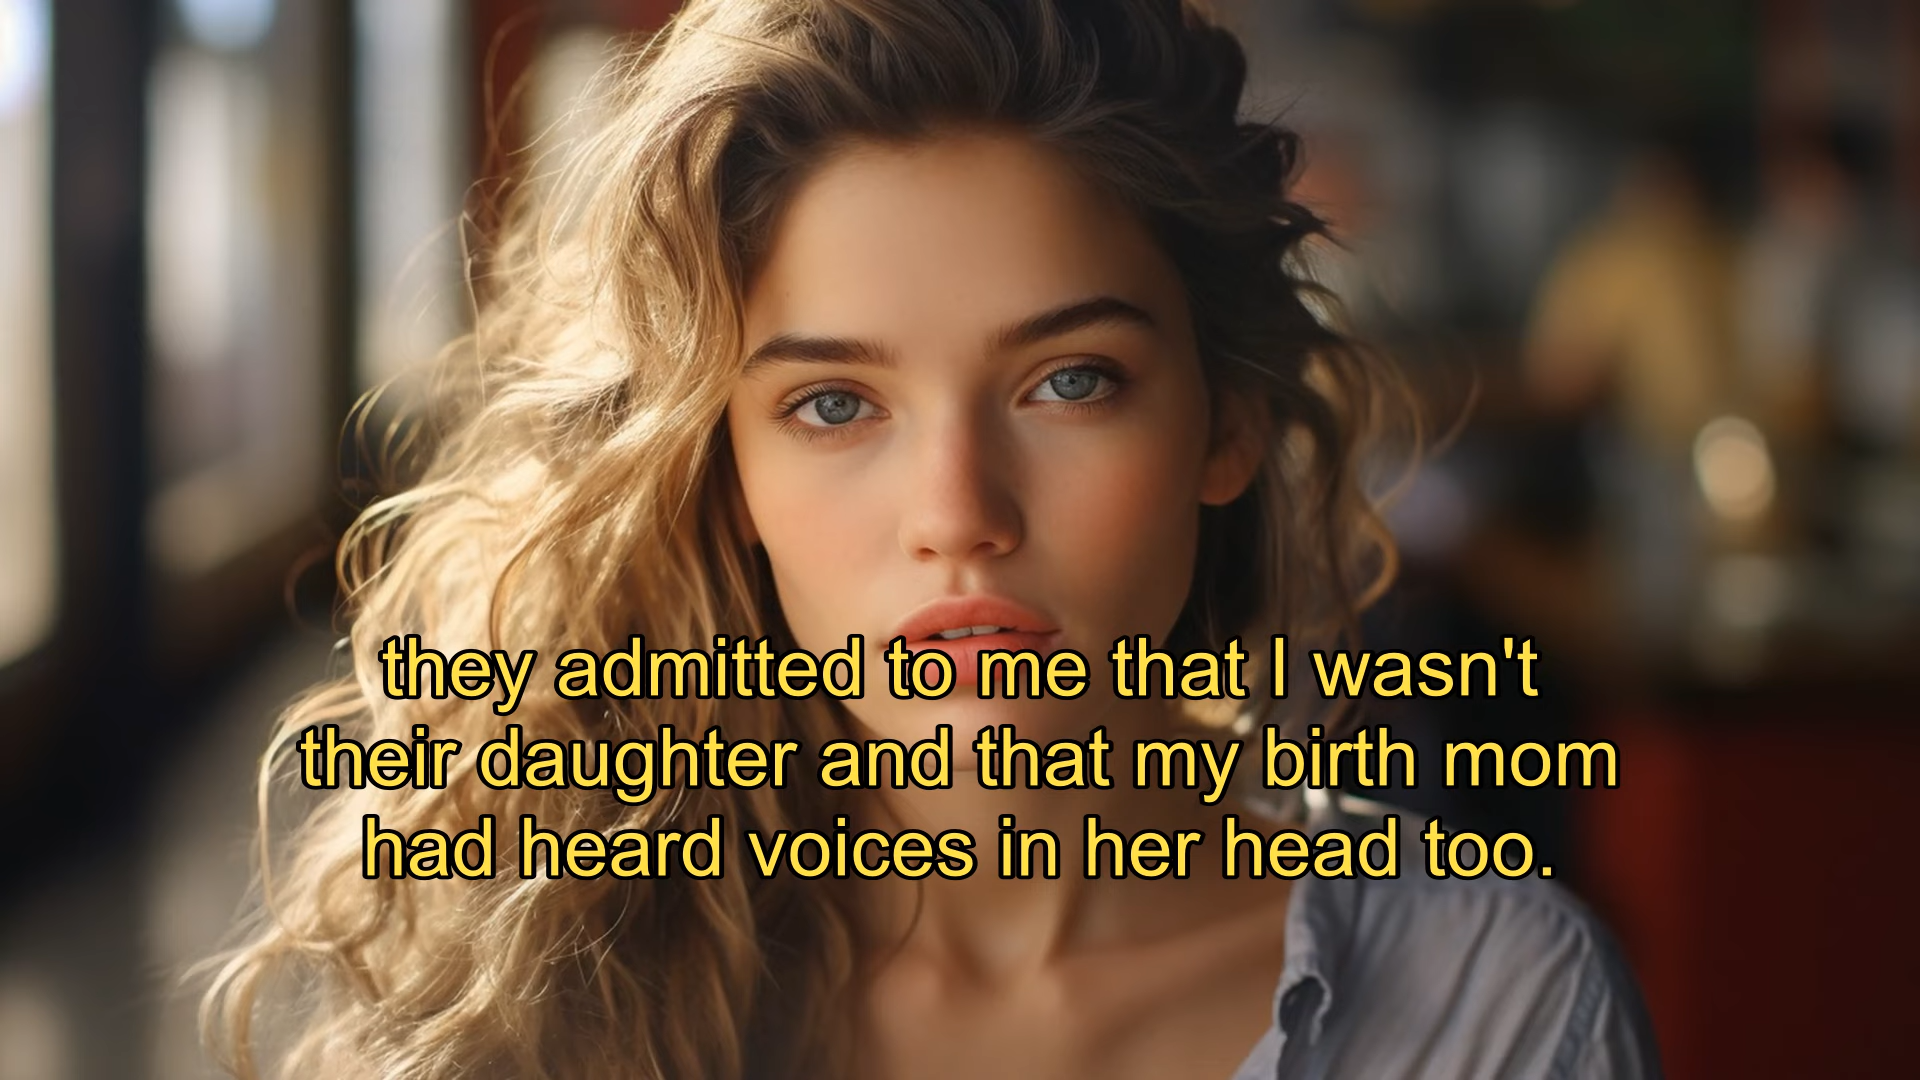 they admitted to me that I wasn't
their daughter and that my birth mom
had heard voices in her head too.